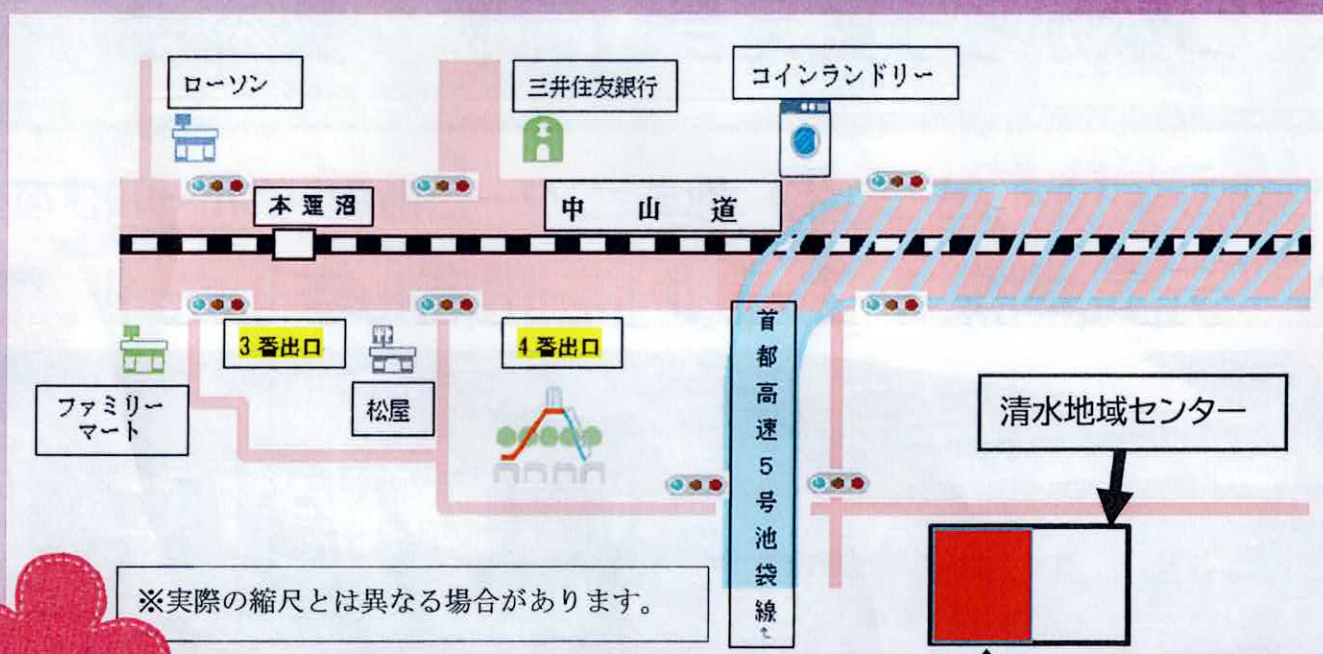 ローソン
三井住友銀行
コインランドリー
本蓮沼
中山道
3番出口
4番出口
ファミリー
マート
松屋
首都高速5号池袋線
清水地域センター
※実際の縮尺とは異なる場合があります。